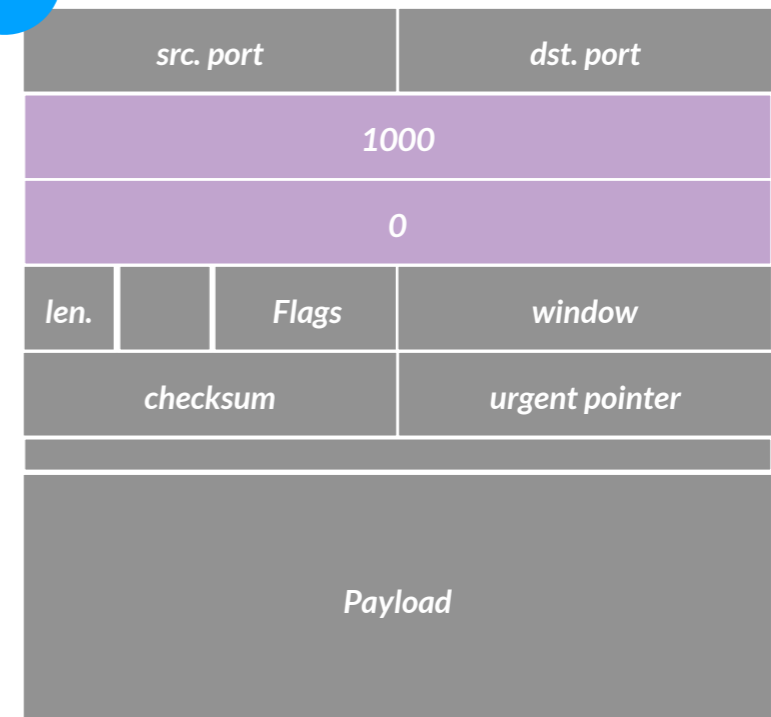 src. port dst. port
1000
0
len. Flags window
checksum urgent pointer
Payload